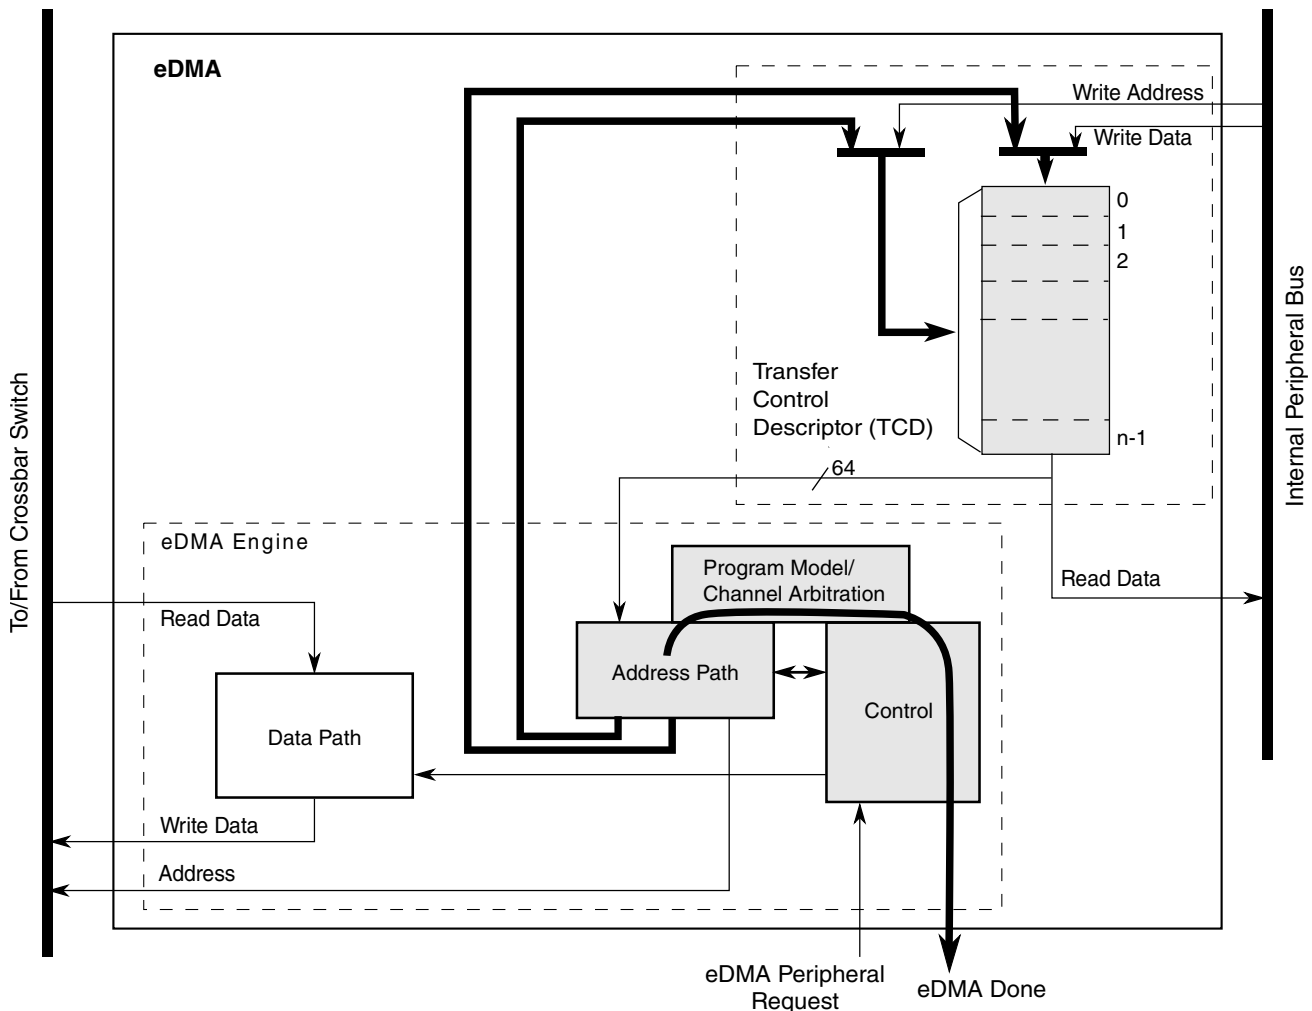 eDMA
Write Address
Write Data
0
1
2
n-1
Transfer
Control
Descriptor (TCD)
64
To/From Crossbar Switch
Internal Peripheral Bus
eDMA Engine
Program Model/
Channel Arbitration
Read Data
Read Data
Address Path
Control
Data Path
Write Data
Address
eDMA Peripheral
Request
eDMA Done